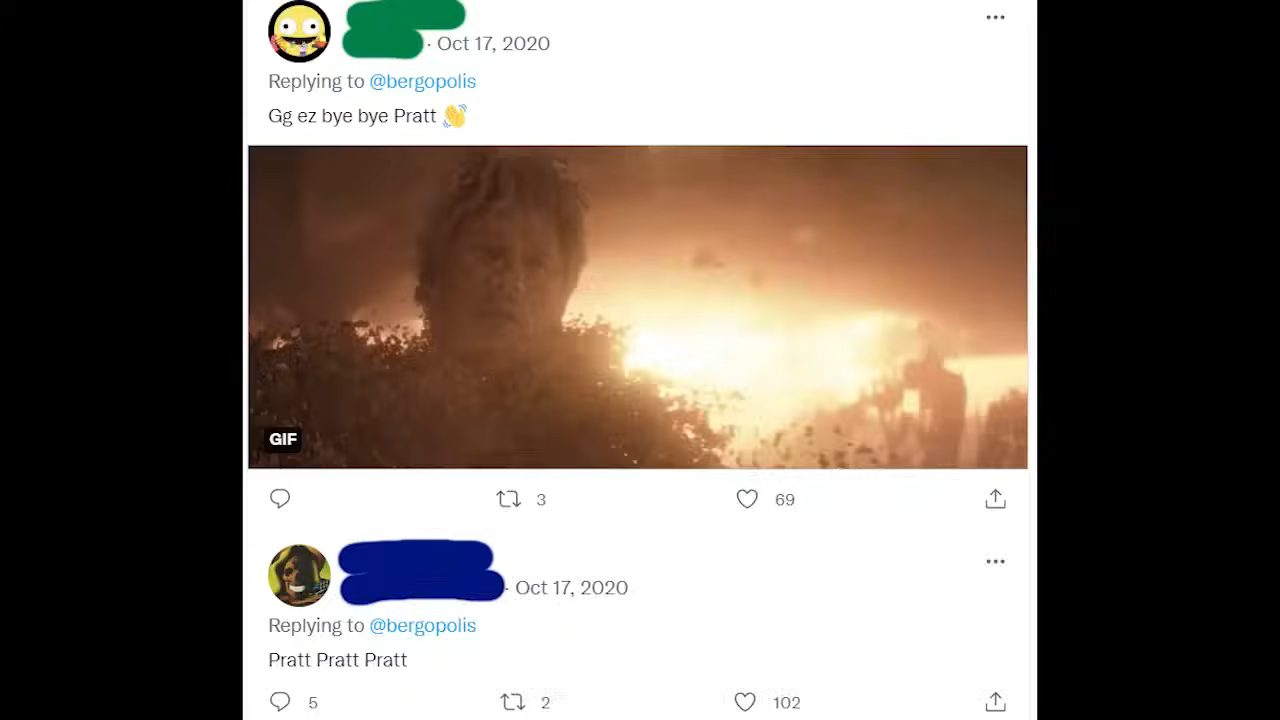 · Oct 17, 2020
Replying to @bergopolis
Gg ez bye bye Pratt 👋
GIF
3
69
· Oct 17, 2020
Replying to @bergopolis
Pratt Pratt Pratt
5
2
102